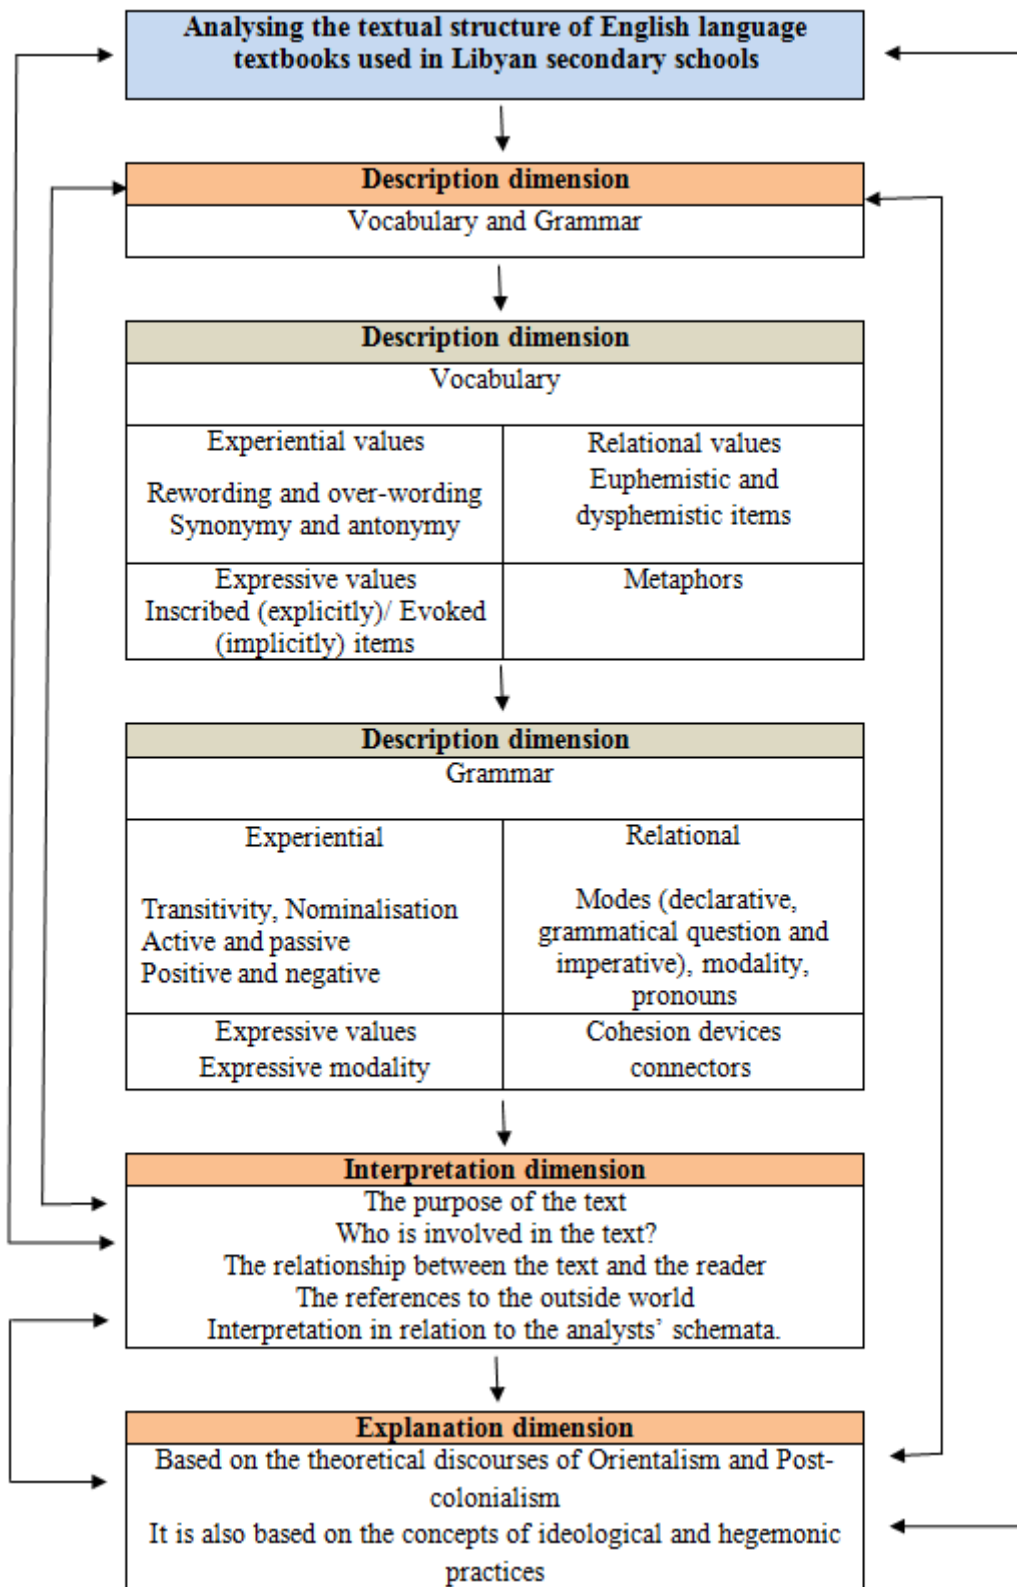 Analysing the textual structure of English language
textbooks used in Libyan secondary schools
Description dimension
Vocabulary and Grammar
Description dimension
Vocabulary
Experiential values
Rewording and over-wording
Synonymy and antonymy
Relational values
Euphemistic and
dysphemistic items
Expressive values
Inscribed (explicitly)/ Evoked
(implicitly) items
Metaphors
Description dimension
Grammar
Experiential
Transitivity, Nominalisation
Active and passive
Positive and negative
Relational
Modes (declarative,
grammatical question and
imperative), modality,
pronouns
Expressive values
Expressive modality
Cohesion devices
connectors
Interpretation dimension
The purpose of the text
Who is involved in the text?
The relationship between the text and the reader
The references to the outside world
Interpretation in relation to the analysts’ schemata.
Explanation dimension
Based on the theoretical discourses of Orientalism and Post-
colonialism
It is also based on the concepts of ideological and hegemonic
practices